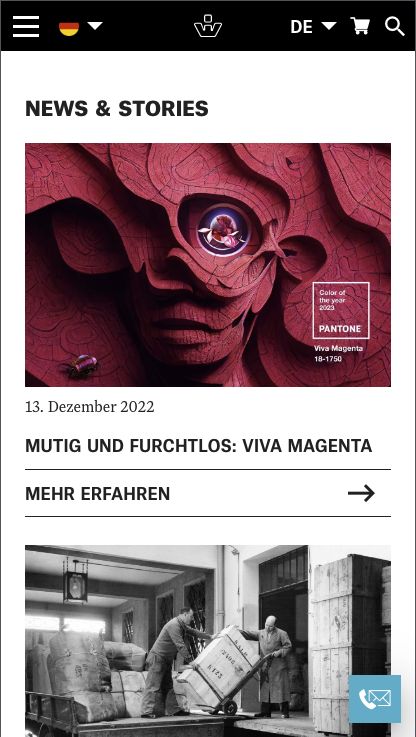 DE
NEWS & STORIES
Color of
the year
2023
PANTONE
Viva Magenta
18-1750
13. Dezember 2022
MUTIG UND FURCHTLOS: VIVA MAGENTA
MEHR ERFAHREN